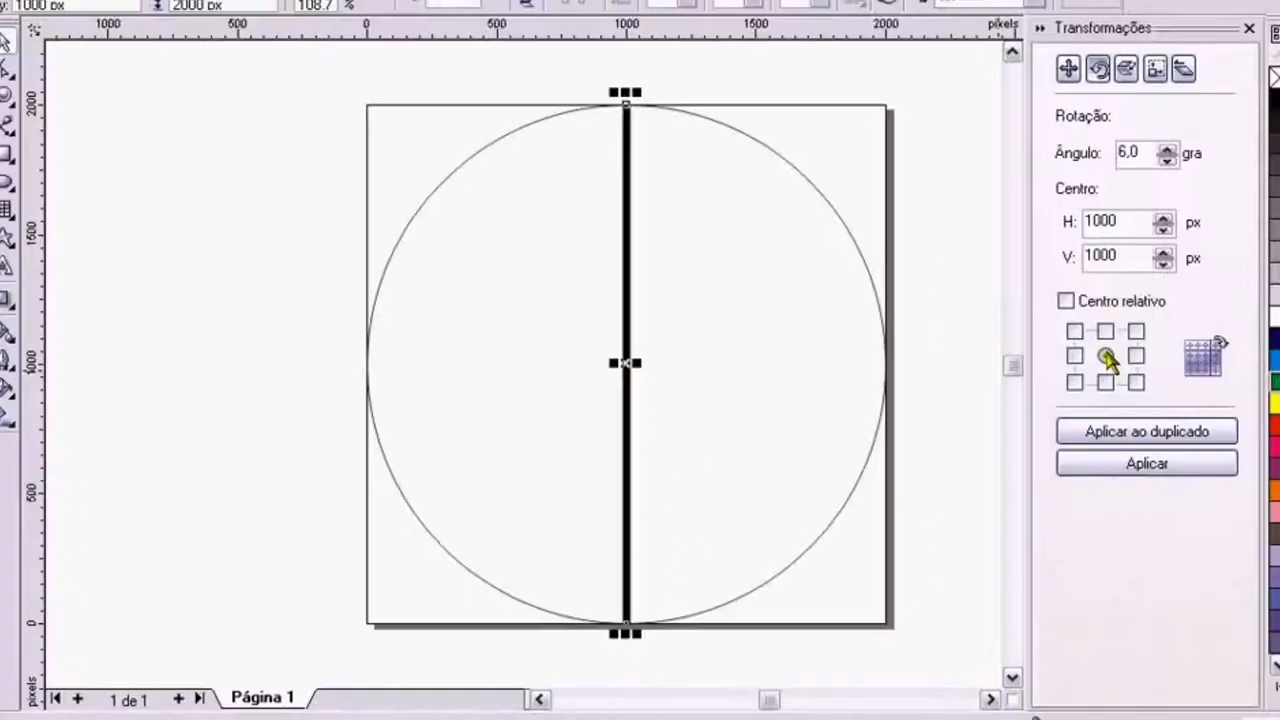 y: 1000 px 2000 px 108.7 %
1000 500 0 500 1000 1500 2000 píxels
Transformações
2000
1500
1000
500
0
píxels
Rotação:
Ângulo: 6,0 gra
Centro:
H: 1000 px
V: 1000 px
Centro relativo
Aplicar ao duplicado
Aplicar
1 de 1 Página 1